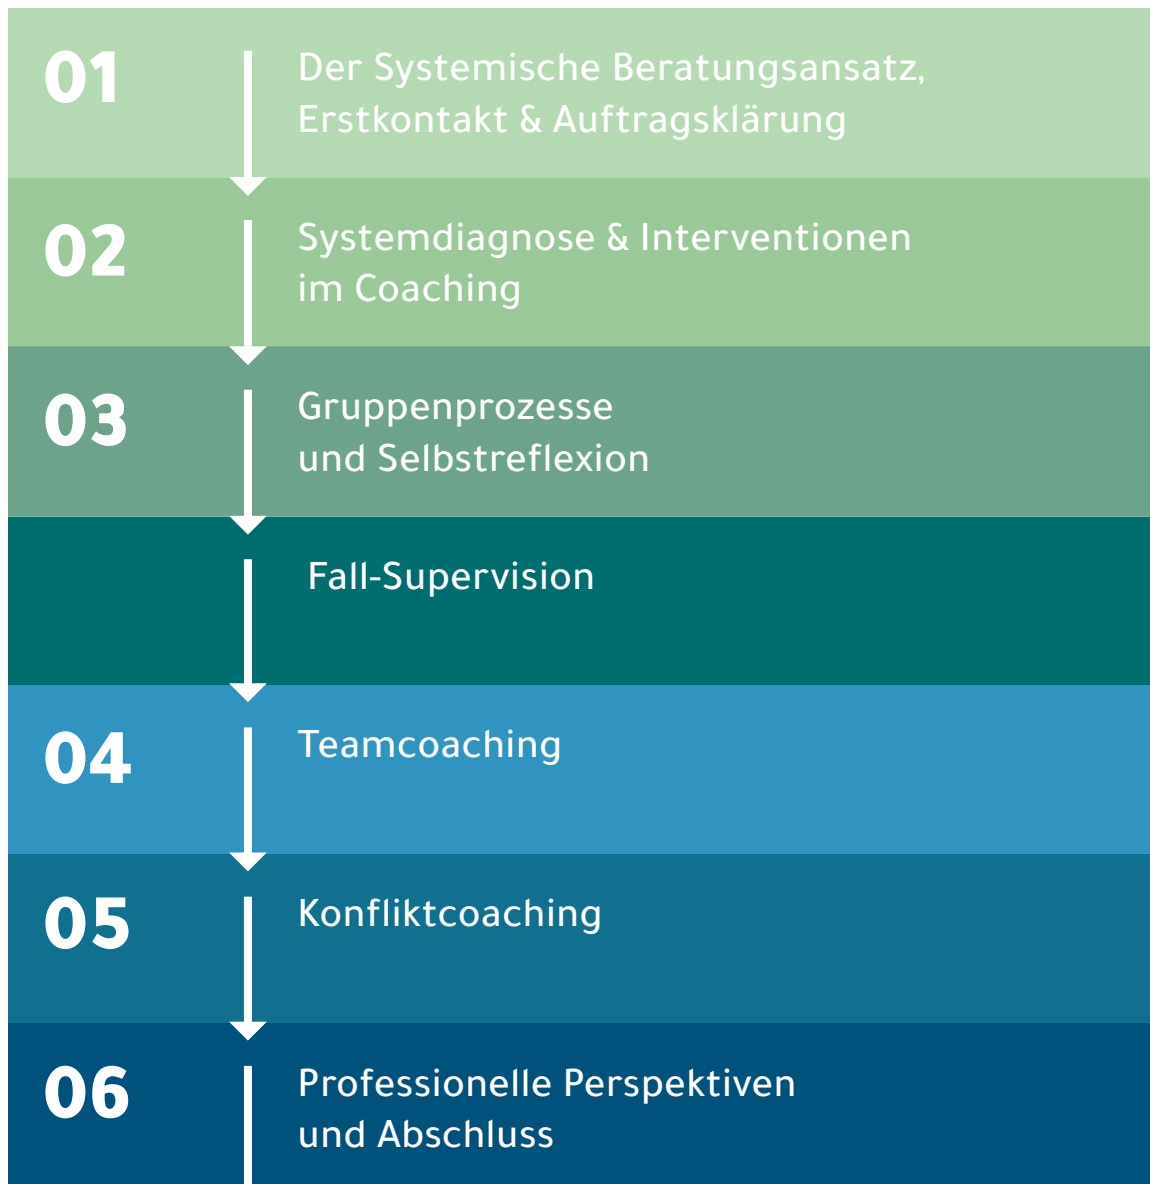 01
Der Systemische Beratungsansatz,
Erstkontakt & Auftragsklärung
02
Systemdiagnose & Interventionen
im Coaching
03
Gruppenprozesse
und Selbstreflexion
Fall-Supervision
04
Teamcoaching
05
Konfliktcoaching
06
Professionelle Perspektiven
und Abschluss